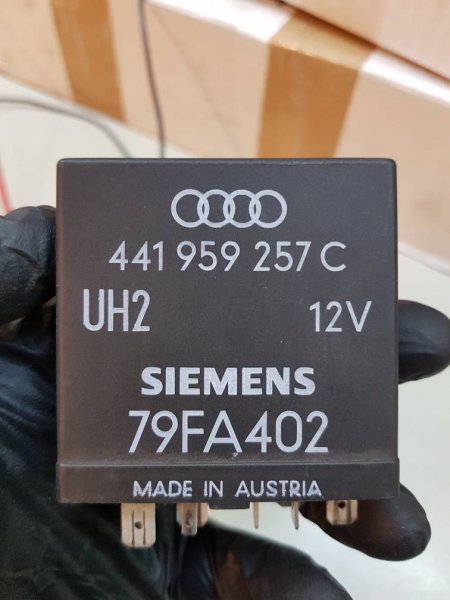 441 959 257 C
UH2 12V
SIEMENS
79FA402
MADE IN AUSTRIA